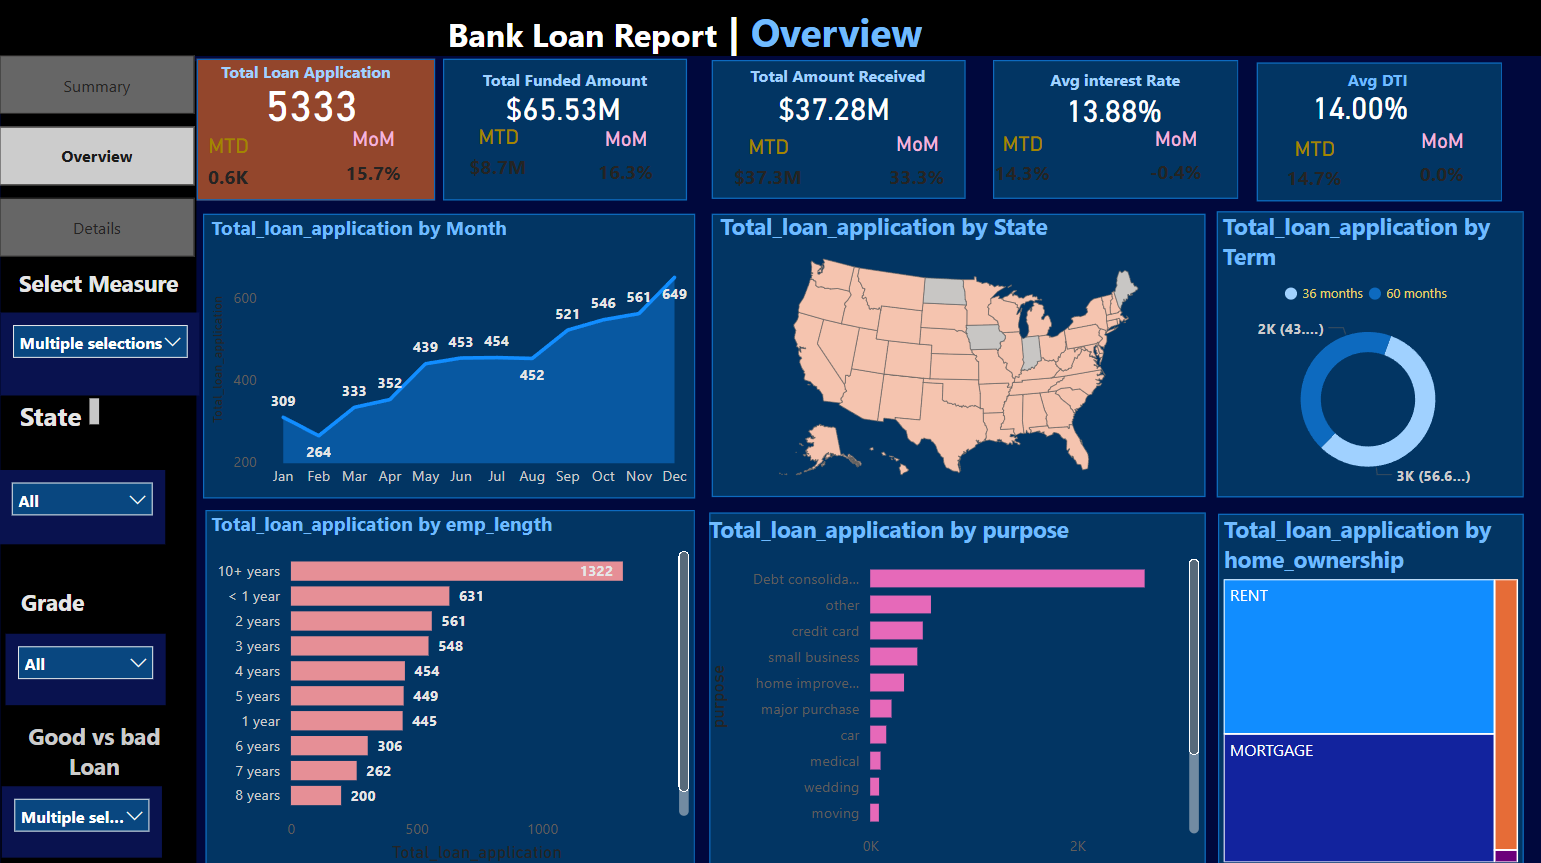 Bank Loan Report | Overview
Summary
Overview
Details
Select Measure
Multiple selections
State
All
Grade
All
Good vs bad
Loan
Multiple sel...
Total Loan Application
5333
MTD
MoM
0.6K
15.7%
Total Funded Amount
$65.53M
MTD
MoM
$8.7M
16.3%
Total Amount Received
$37.28M
MTD
MoM
$37.3M
33.3%
Avg interest Rate
13.88%
MTD
MoM
14.3%
-0.4%
Avg DTI
14.00%
MTD
MoM
14.7%
0.0%
Total_loan_application by Month
Total_loan_application
600
400
200
309
264
333
352
439
453
454
452
521
546
561
649
Jan Feb Mar Apr May Jun Jul Aug Sep Oct Nov Dec
Total_loan_application by State
Total_loan_application by
Term
36 months 60 months
2K (43....)
3K (56.6...)
Total_loan_application by emp_length
10+ years 1322
< 1 year 631
2 years 561
3 years 548
4 years 454
5 years 449
1 year 445
6 years 306
7 years 262
8 years 200
0 500 1000
Total_loan_application
Total_loan_application by purpose
purpose
Debt consolida...
other
credit card
small business
home improve...
major purchase
car
medical
wedding
moving
0K 2K
Total_loan_application by
home_ownership
RENT
MORTGAGE